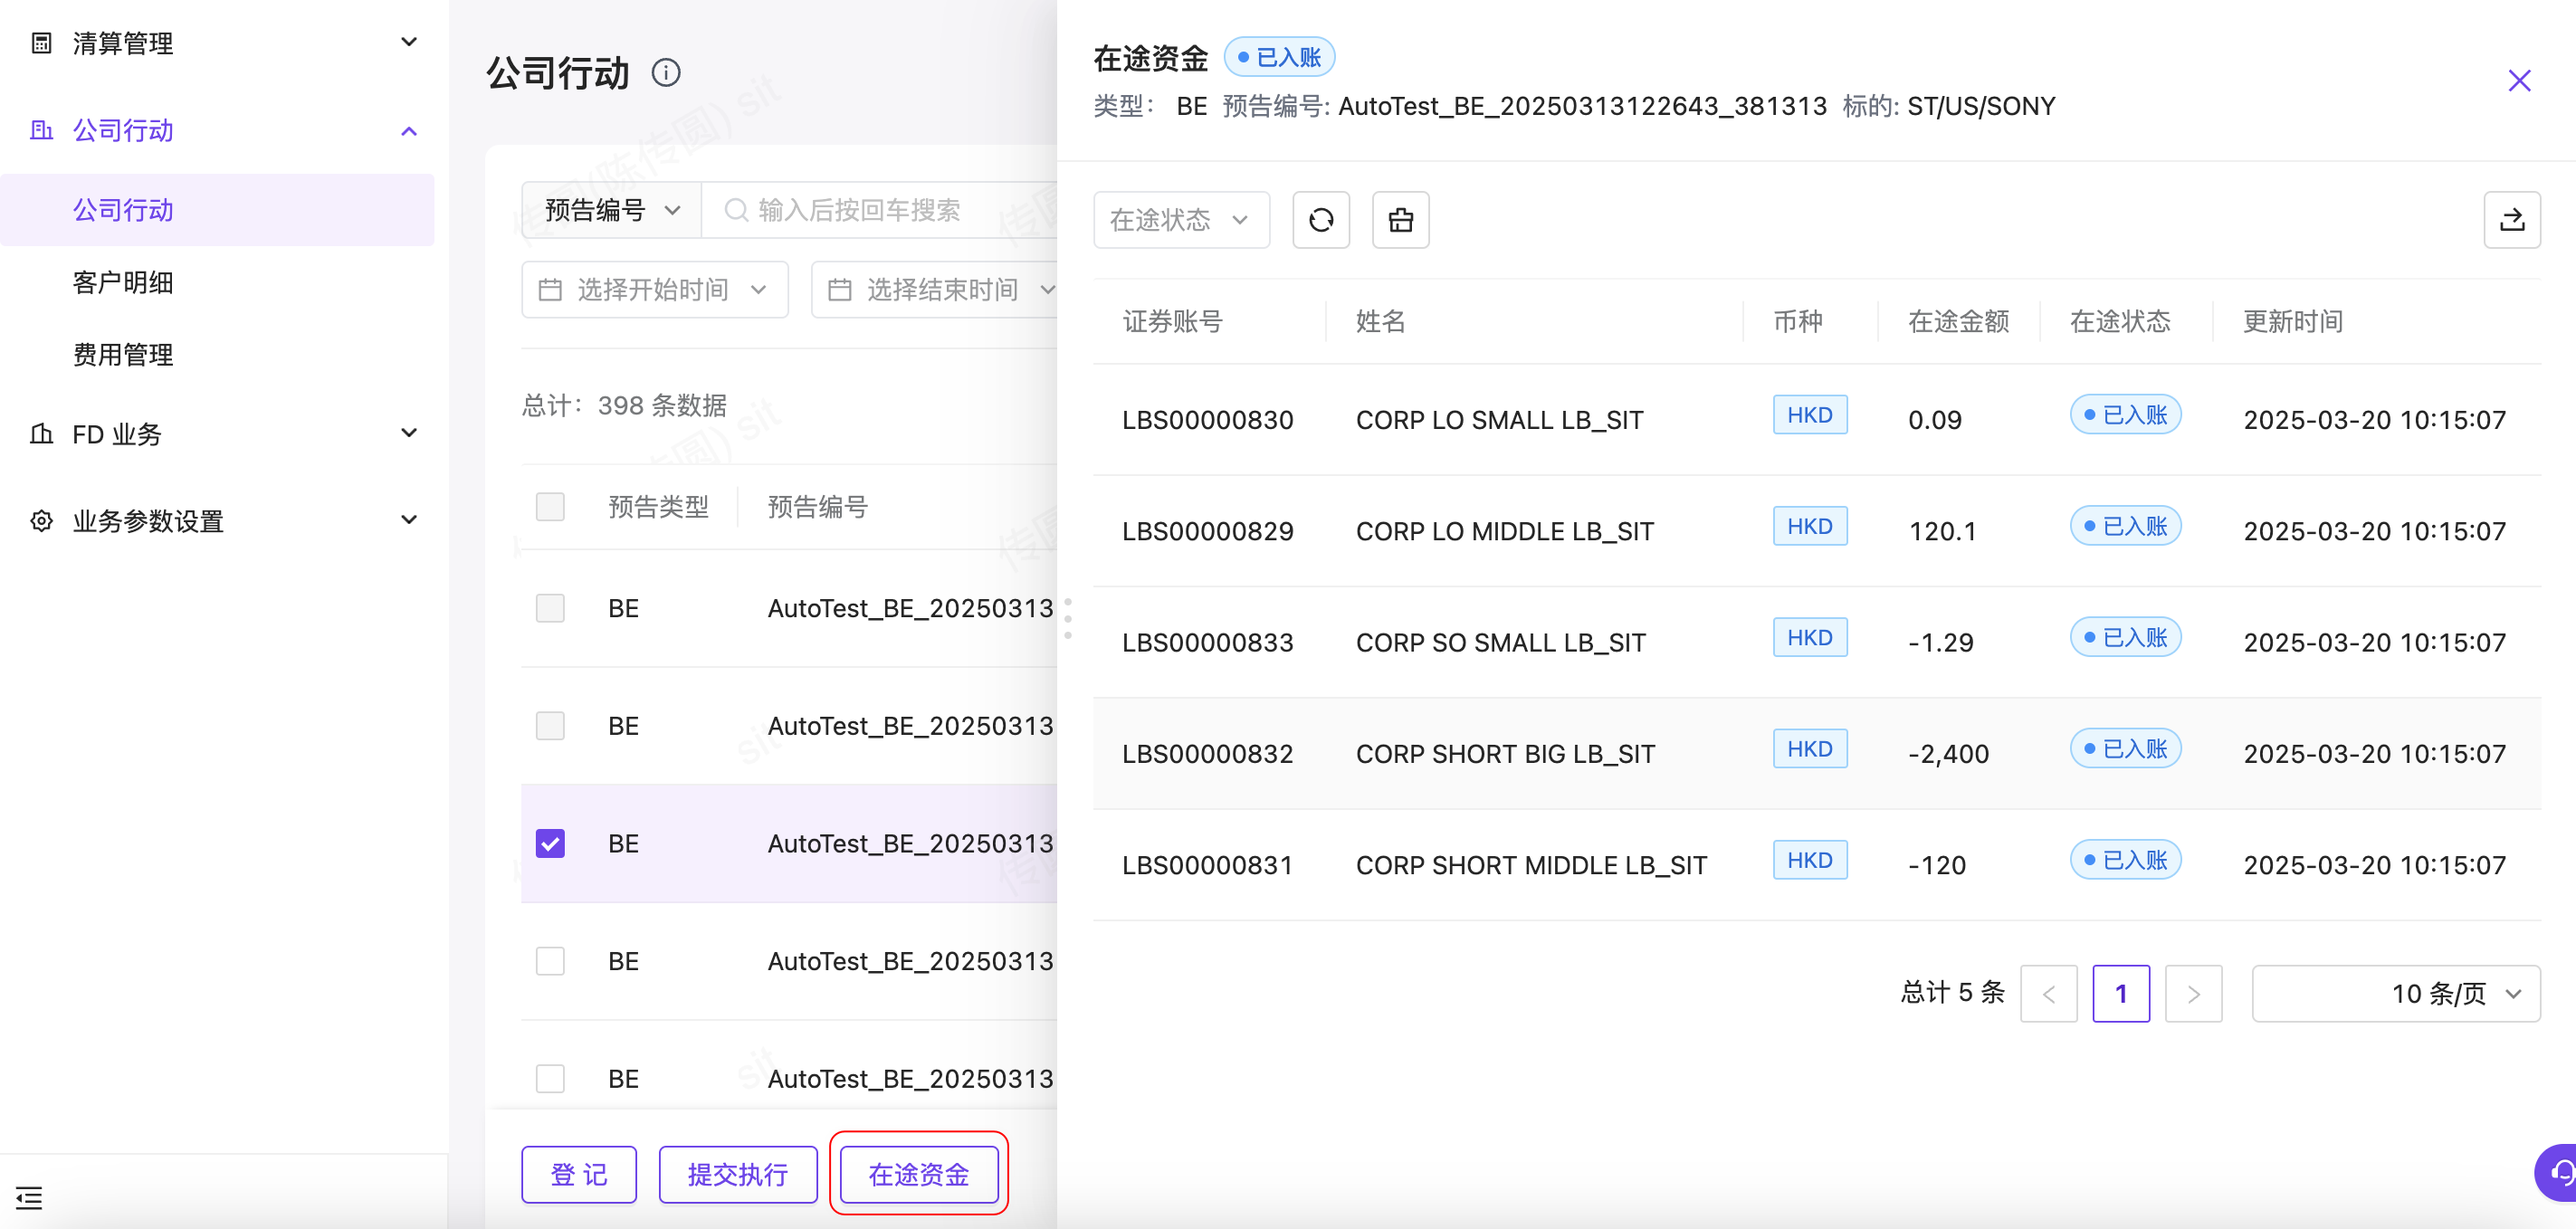 清算管理
公司行动
公司行动
客户明细
费用管理
FD 业务
业务参数设置
公司行动
预告编号
输入后按回车搜索
选择开始时间
选择结束时间
总计：398 条数据
预告类型 预告编号
BE AutoTest_BE_20250313
BE AutoTest_BE_20250313
BE AutoTest_BE_20250313
BE AutoTest_BE_20250313
BE AutoTest_BE_20250313
登 记 提交执行 在途资金
在途资金 已入账
类型： BE 预告编号: AutoTest_BE_20250313122643_381313 标的: ST/US/SONY
在途状态
证券账号 姓名 币种 在途金额 在途状态 更新时间
LBS00000830 CORP LO SMALL LB_SIT HKD 0.09 已入账 2025-03-20 10:15:07
LBS00000829 CORP LO MIDDLE LB_SIT HKD 120.1 已入账 2025-03-20 10:15:07
LBS00000833 CORP SO SMALL LB_SIT HKD -1.29 已入账 2025-03-20 10:15:07
LBS00000832 CORP SHORT BIG LB_SIT HKD -2,400 已入账 2025-03-20 10:15:07
LBS00000831 CORP SHORT MIDDLE LB_SIT HKD -120 已入账 2025-03-20 10:15:07
总计 5 条 1 10 条/页